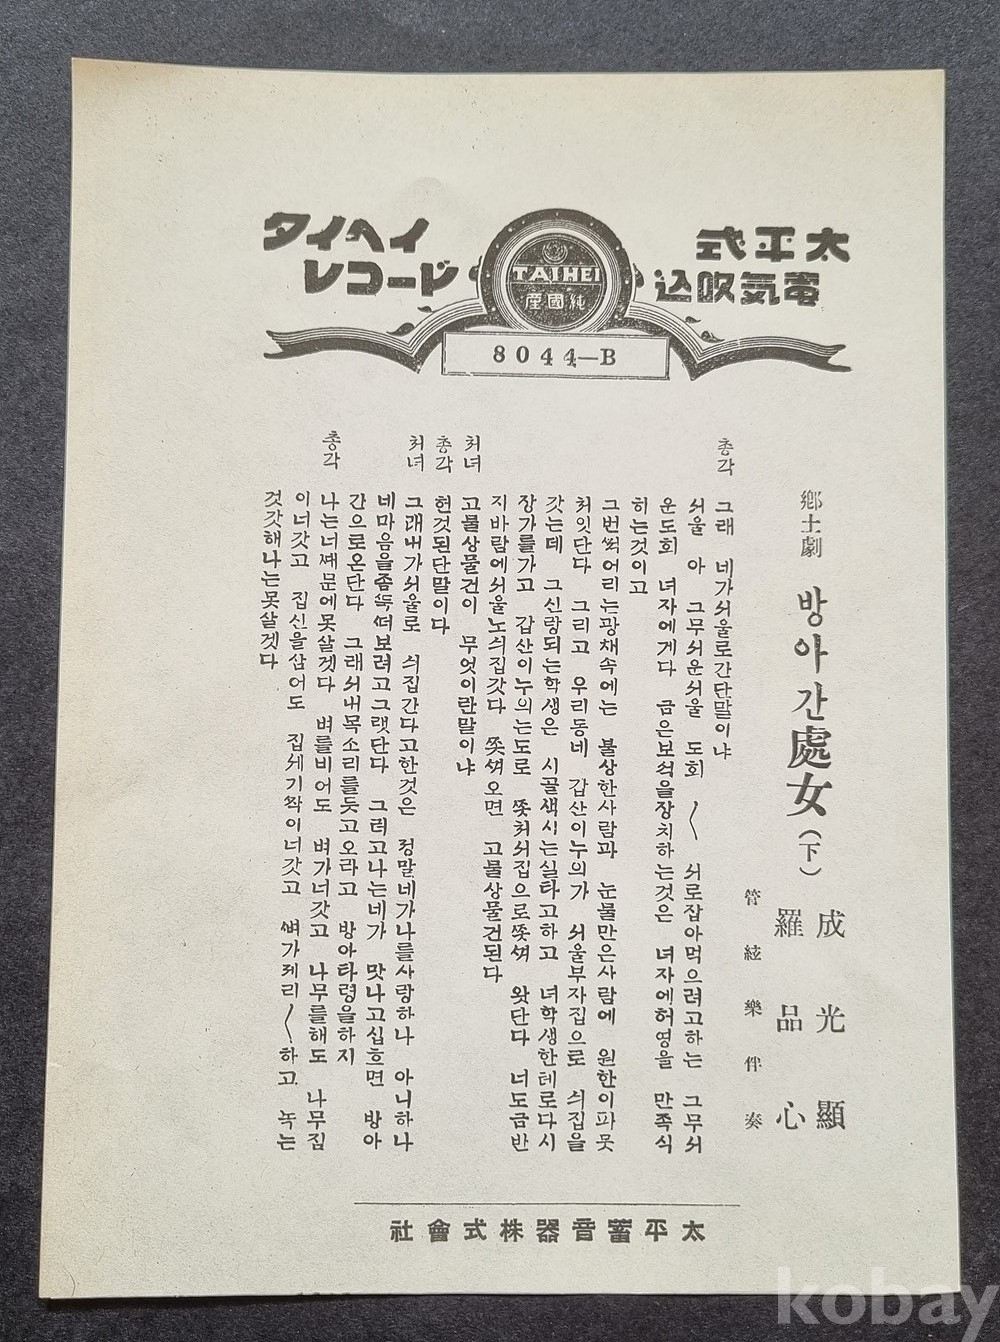 タイヘイ
レコード
太平式
電気吹込
TAIHEI
純國産
8044—B
鄕土劇 방아간處女(下)
成光顯
羅品心
管絃樂伴奏
총각 그래 네가서울로간단말이냐
서울 아 그무서운서울 도회 〱 서로잡아먹으려고하는 그무서
운도회 녀자에게다 금은보석을장치하는것은 녀자에허영을 만족식
히는것이고
그번쩍어리는광채속에는 불상한사람과 눈물만은사람에 원한이파뭇
처잇단다 그리고 우리동네 갑산이누의가 서울부자집으로 싀집을
갓는데 그신랑되는학생은 시골색시는실타고하고 녀학생한테로다시
장가를가고 갑산이누의는도로 쫏처서집으로쫏겨 왓단다 너도금반
지바람에서울노싀집갓다 쫏겨오면 고물상물건된다
처녀 고물상물건이 무엇이란말이냐
총각 헌것된단말이다
처녀 그래내가서울로 싀집간다고한것은 정말네가나를사랑하나 아니하나
네마음을좀떠보려고그랫단다 그러고나는네가 맛나고십흐면 방아
간으로온단다 그래서내목소리를듯고오라고 방아타령을하지
총각 나는너때문에못살겟다 벼를비어도 벼가너갓고 나무를해도 나무짐
이너갓고 집신을삼어도 집세기짝이너갓고 뼈가제리〱하고 녹는
것갓해나는못살겟다
太平蓄音器株式會社
kobay